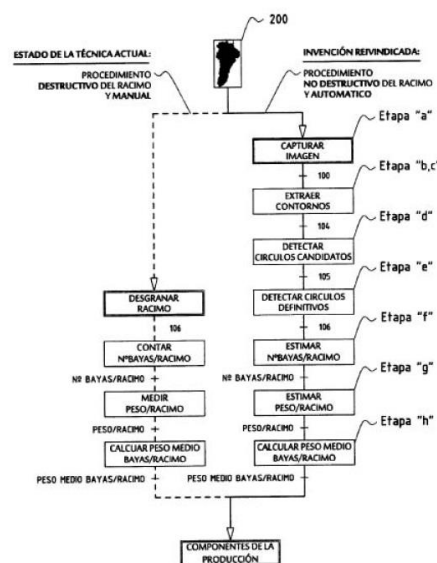 200
ESTADO DE LA TÉCNICA ACTUAL:
PROCEDIMIENTO
DESTRUCTIVO DEL RACIMO
Y MANUAL
INVENCIÓN REIVINDICADA:
PROCEDIMIENTO
NO DESTRUCTIVO DEL RACIMO
Y AUTOMATICO
Etapa "a"
CAPTURAR
IMAGEN
100
Etapa "b,c"
EXTRAER
CONTORNOS
104
Etapa "d"
DETECTAR
CIRCULOS CANDIDATOS
105
Etapa "e"
DETECTAR CIRCULOS
DEFINITIVOS
106
Etapa "f"
ESTIMAR
NºBAYAS/RACIMO
Nº BAYAS/RACIMO
Etapa "g"
ESTIMAR
PESO/RACIMO
PESO/RACIMO
Etapa "h"
CALCULAR PESO MEDIO
BAYAS/RACIMO
PESO MEDIO BAYAS/RACIMO
DESGRANAR
RACIMO
106
CONTAR
NºBAYAS/RACIMO
Nº BAYAS/RACIMO
MEDIR
PESO/RACIMO
PESO/RACIMO
CALCUAR PESO MEDIO
BAYAS/RACIMO
PESO MEDIO BAYAS/RACIMO
COMPONENTES DE LA
PRODUCCIÓN